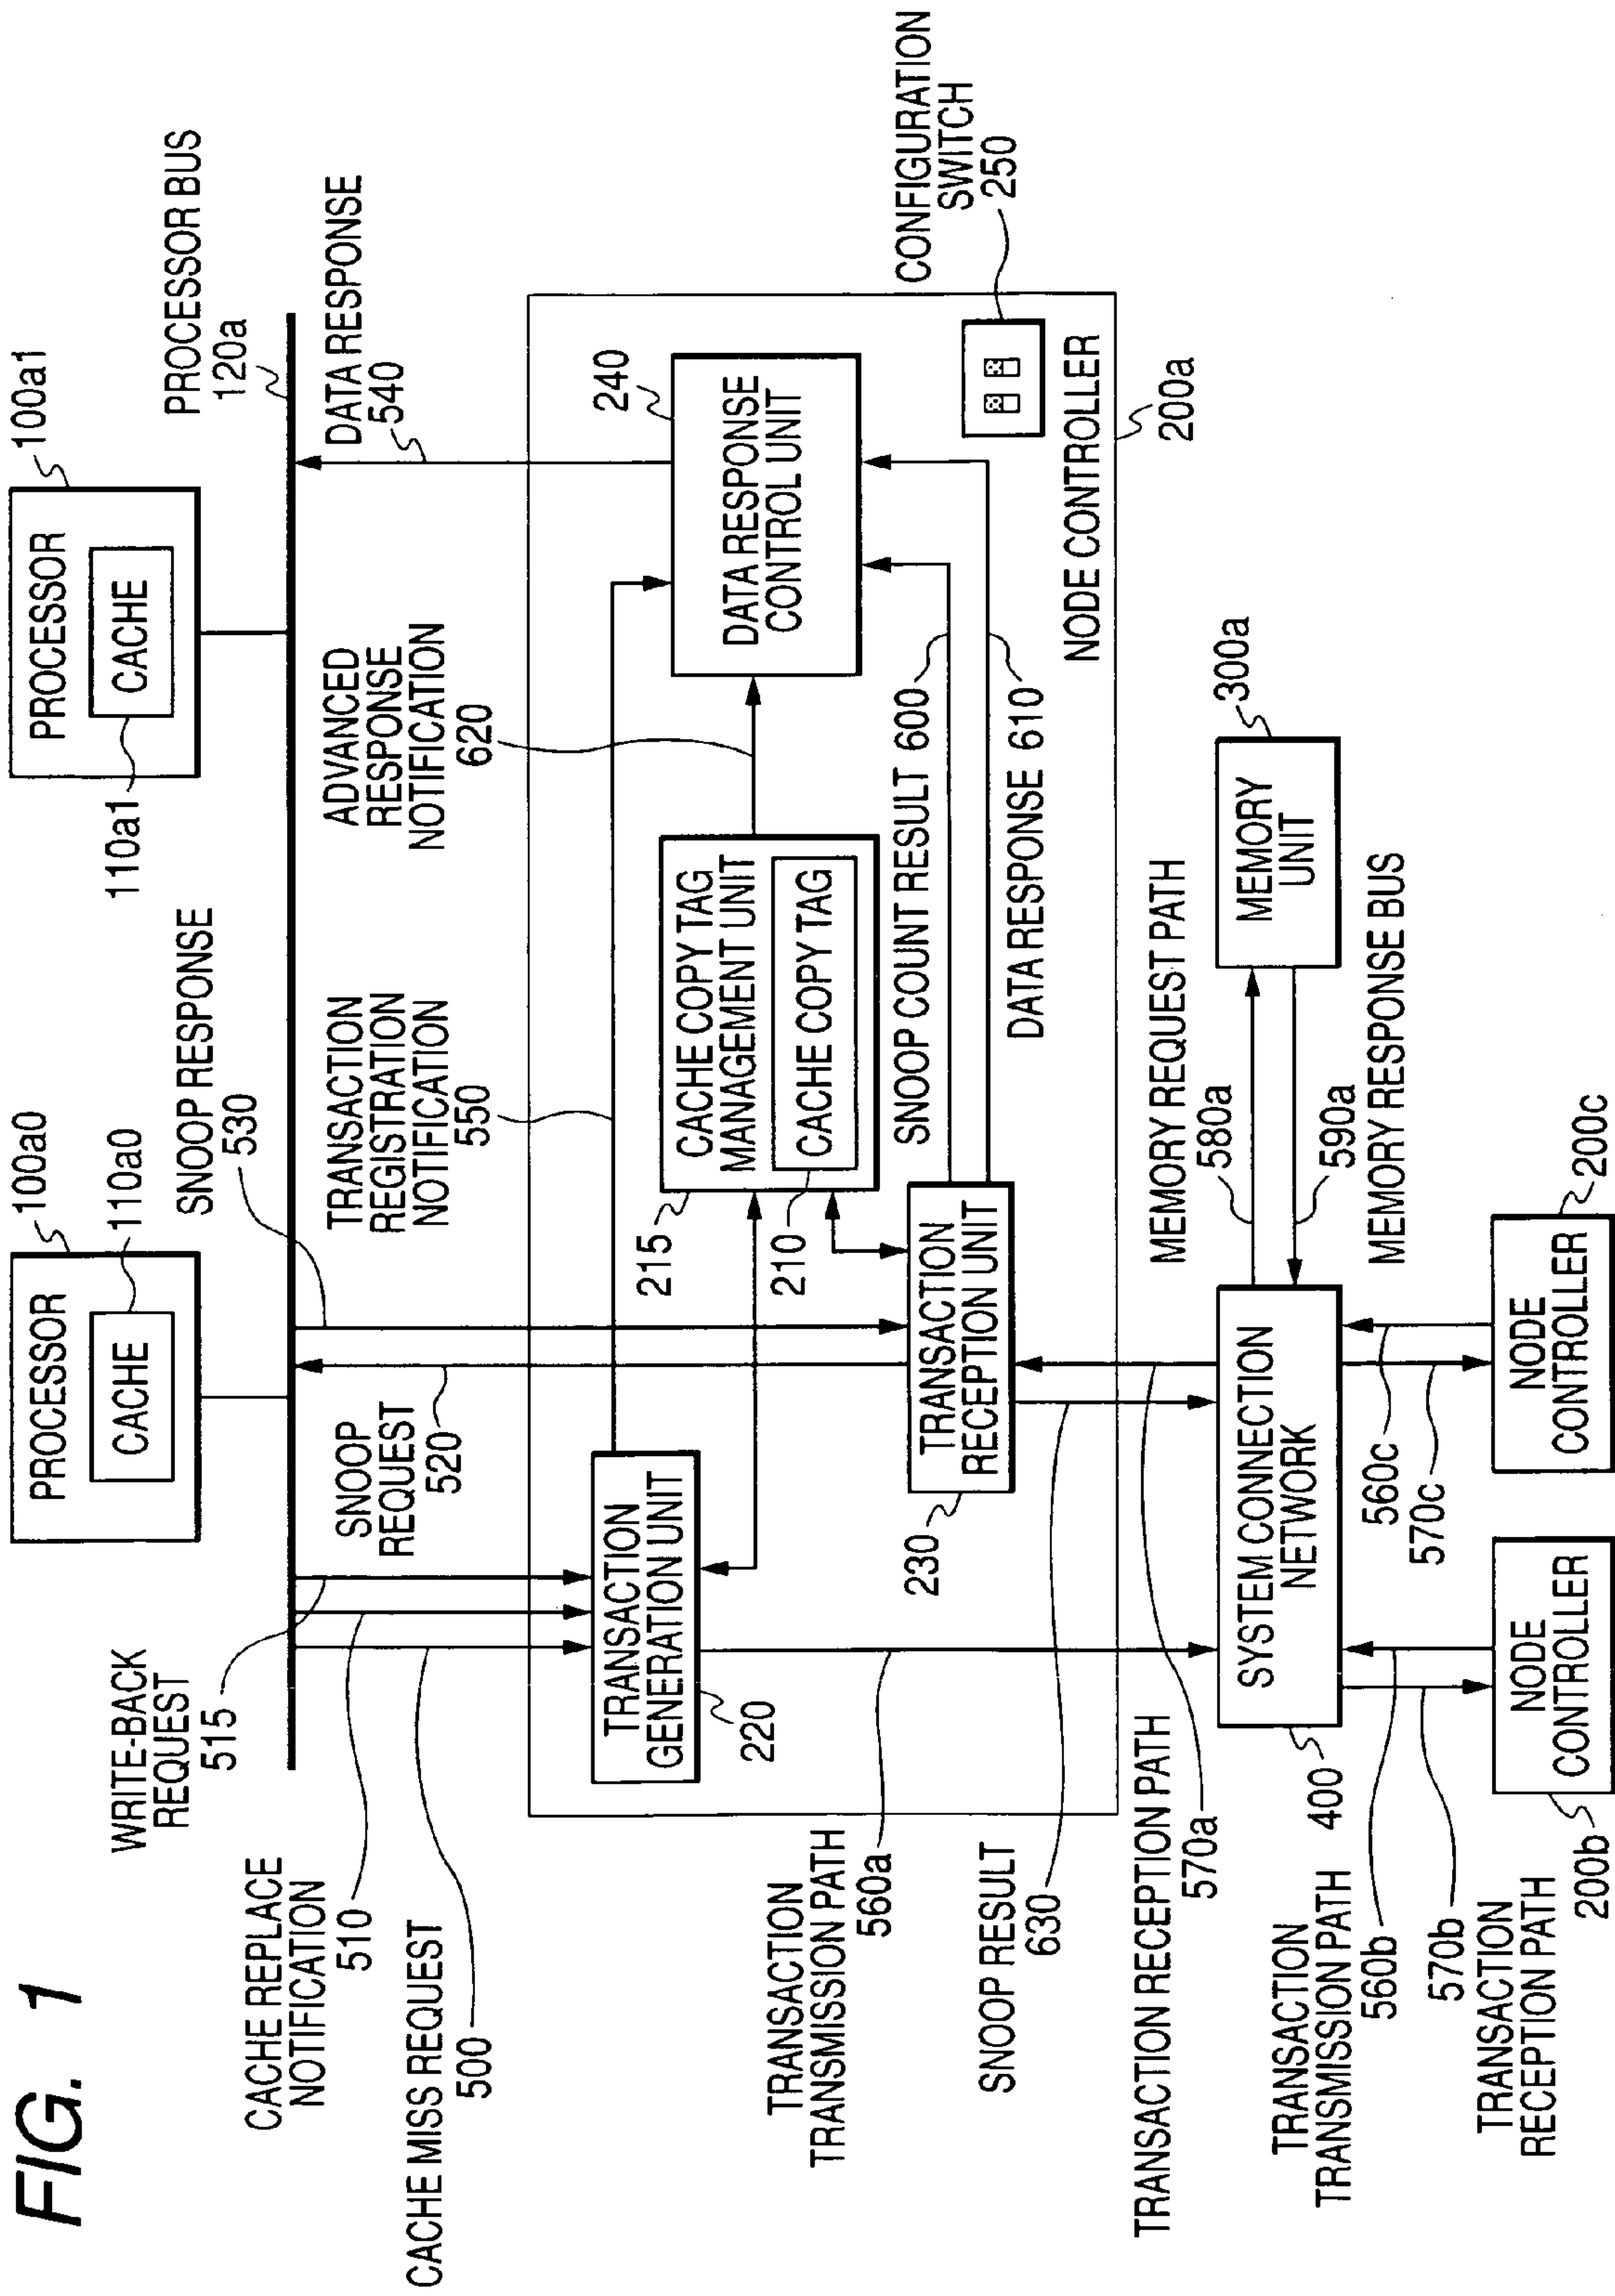 FIG. 1
PROCESSOR
CACHE
100a0
110a0
PROCESSOR
CACHE
100a1
110a1
PROCESSOR BUS
120a
WRITE-BACK
REQUEST
515
CACHE REPLACE
NOTIFICATION
510
CACHE MISS REQUEST
500
SNOOP
REQUEST
520
SNOOP RESPONSE
530
TRANSACTION
REGISTRATION
NOTIFICATION
550
ADVANCED
RESPONSE
NOTIFICATION
620
DATA RESPONSE
540
TRANSACTION
GENERATION UNIT
220
CACHE COPY TAG
MANAGEMENT UNIT
CACHE COPY TAG
215
210
DATA RESPONSE
CONTROL UNIT
240
TRANSACTION
RECEPTION UNIT
230
SNOOP COUNT RESULT 600
DATA RESPONSE 610
CONFIGURATION
SWITCH
250
NODE CONTROLLER
200a
TRANSACTION
TRANSMISSION PATH
560a
SNOOP RESULT
630
TRANSACTION RECEPTION PATH
570a
MEMORY REQUEST PATH
580a
590a
MEMORY RESPONSE BUS
MEMORY
UNIT
300a
SYSTEM CONNECTION
NETWORK
400
TRANSACTION
TRANSMISSION PATH
560b
570b
TRANSACTION
RECEPTION PATH
560c
570c
NODE
CONTROLLER
200b
NODE
CONTROLLER
200c